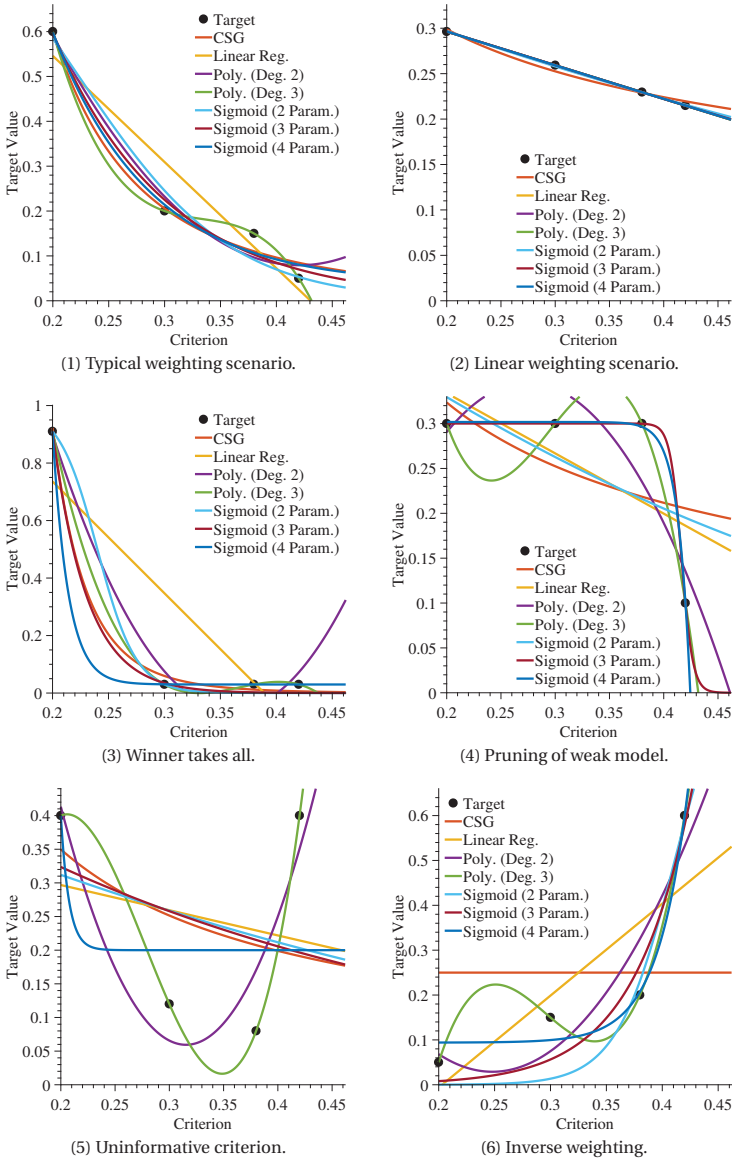 0.6
0.5
0.4
0.3
0.2
0.1
0
Target Value
Target
CSG
Linear Reg.
Poly. (Deg. 2)
Poly. (Deg. 3)
Sigmoid (2 Param.)
Sigmoid (3 Param.)
Sigmoid (4 Param.)
0.2 0.25 0.3 0.35 0.4 0.45
Criterion
(1) Typical weighting scenario.
0.3
0.25
0.2
0.15
0.1
0.05
0
Target Value
Target
CSG
Linear Reg.
Poly. (Deg. 2)
Poly. (Deg. 3)
Sigmoid (2 Param.)
Sigmoid (3 Param.)
Sigmoid (4 Param.)
0.2 0.25 0.3 0.35 0.4 0.45
Criterion
(2) Linear weighting scenario.
1
0.8
0.6
0.4
0.2
0
Target Value
Target
CSG
Linear Reg.
Poly. (Deg. 2)
Poly. (Deg. 3)
Sigmoid (2 Param.)
Sigmoid (3 Param.)
Sigmoid (4 Param.)
0.2 0.25 0.3 0.35 0.4 0.45
Criterion
(3) Winner takes all.
0.3
0.25
0.2
0.15
0.1
0.05
0
Target Value
Target
CSG
Linear Reg.
Poly. (Deg. 2)
Poly. (Deg. 3)
Sigmoid (2 Param.)
Sigmoid (3 Param.)
Sigmoid (4 Param.)
0.2 0.25 0.3 0.35 0.4 0.45
Criterion
(4) Pruning of weak model.
0.4
0.35
0.3
0.25
0.2
0.15
0.1
0.05
0
Target Value
0.2 0.25 0.3 0.35 0.4 0.45
Criterion
(5) Uninformative criterion.
0.6
0.5
0.4
0.3
0.2
0.1
0
Target Value
Target
CSG
Linear Reg.
Poly. (Deg. 2)
Poly. (Deg. 3)
Sigmoid (2 Param.)
Sigmoid (3 Param.)
Sigmoid (4 Param.)
0.2 0.25 0.3 0.35 0.4 0.45
Criterion
(6) Inverse weighting.